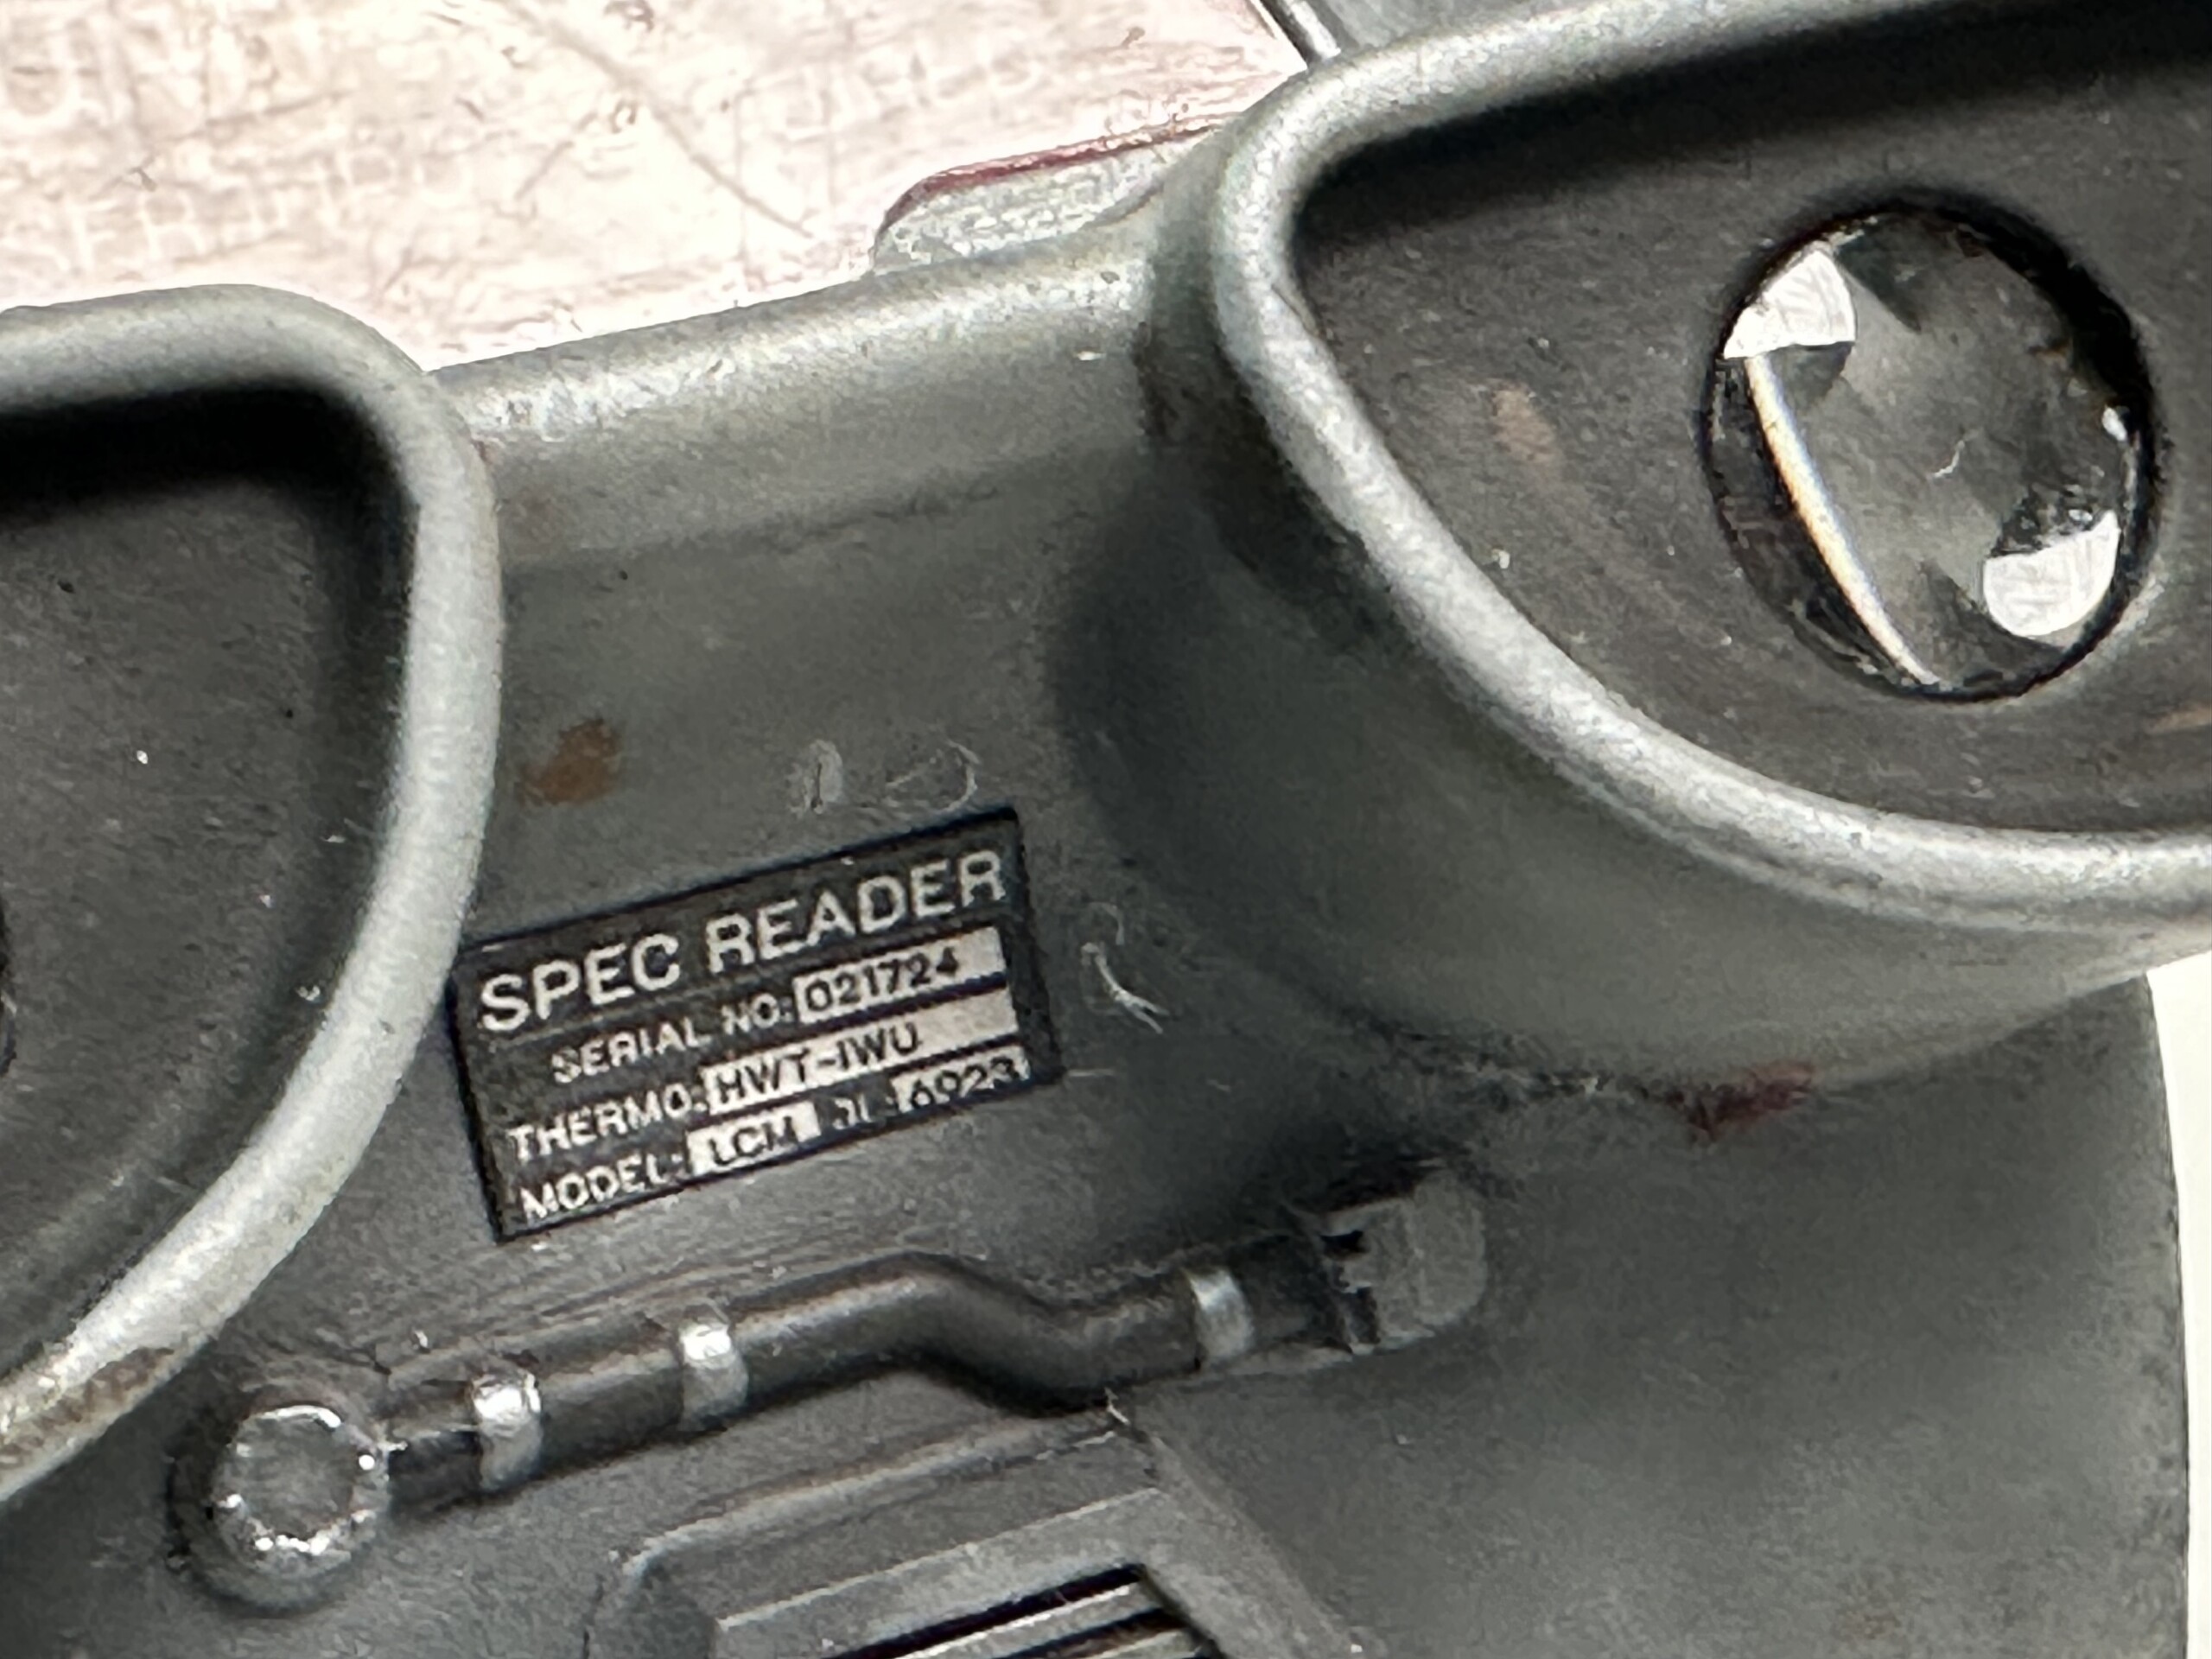 SPEC READER
SERIAL NO: 021724
THERMO: HWT-IWU
MODEL: LCM